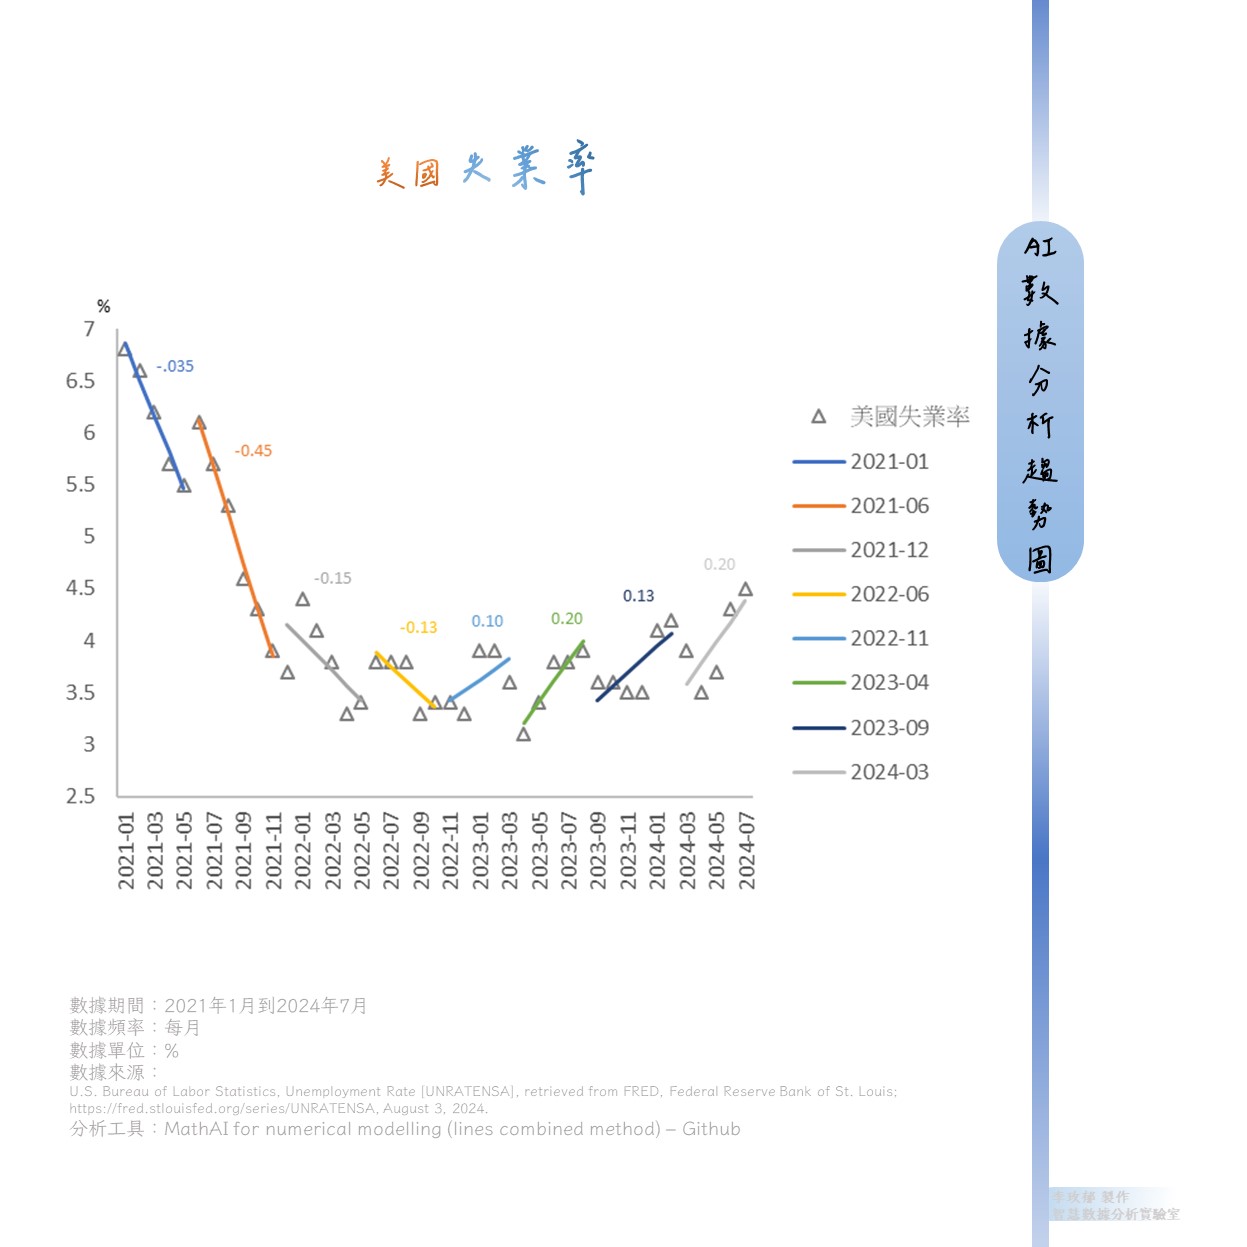 美國失業率
AI
數
據
分
析
趨
勢
圖
%
7
6.5
6
5.5
5
4.5
4
3.5
3
2.5
-.035
-0.45
-0.15
-0.13
0.10
0.20
0.13
0.20
2021-01
2021-03
2021-05
2021-07
2021-09
2021-11
2022-01
2022-03
2022-05
2022-07
2022-09
2022-11
2023-01
2023-03
2023-05
2023-07
2023-09
2023-11
2024-01
2024-03
2024-05
2024-07
美國失業率
2021-01
2021-06
2021-12
2022-06
2022-11
2023-04
2023-09
2024-03
數據期間：2021年1月到2024年7月
數據頻率：每月
數據單位：%
數據來源：
U.S. Bureau of Labor Statistics, Unemployment Rate [UNRATENSA], retrieved from FRED, Federal Reserve Bank of St. Louis;
https://fred.stlouisfed.org/series/UNRATENSA, August 3, 2024.
分析工具：MathAI for numerical modelling (lines combined method) – Github
製作
數據分析實驗室